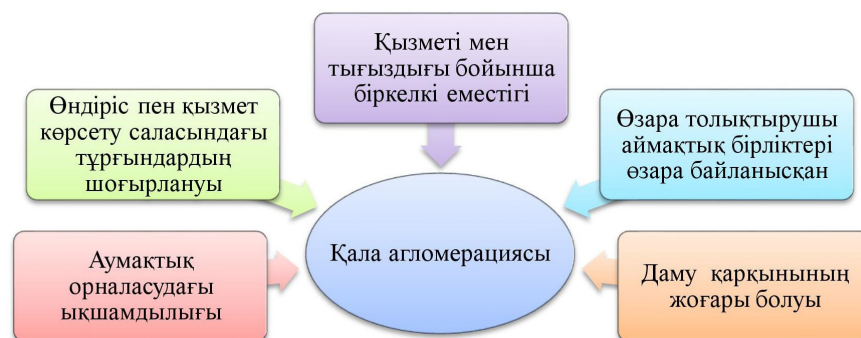 Қызметі мен
тығыздығы бойынша
біркелкі еместігі
Өндіріс пен қызмет
көрсету саласындағы
тұрғындардың
шоғырлануы
Өзара толықтырушы
аймақтық бірліктері
өзара байланысқан
Қала агломерациясы
Аумақтық
орналасудағы
ықшамдылығы
Даму қарқынының
жоғары болуы